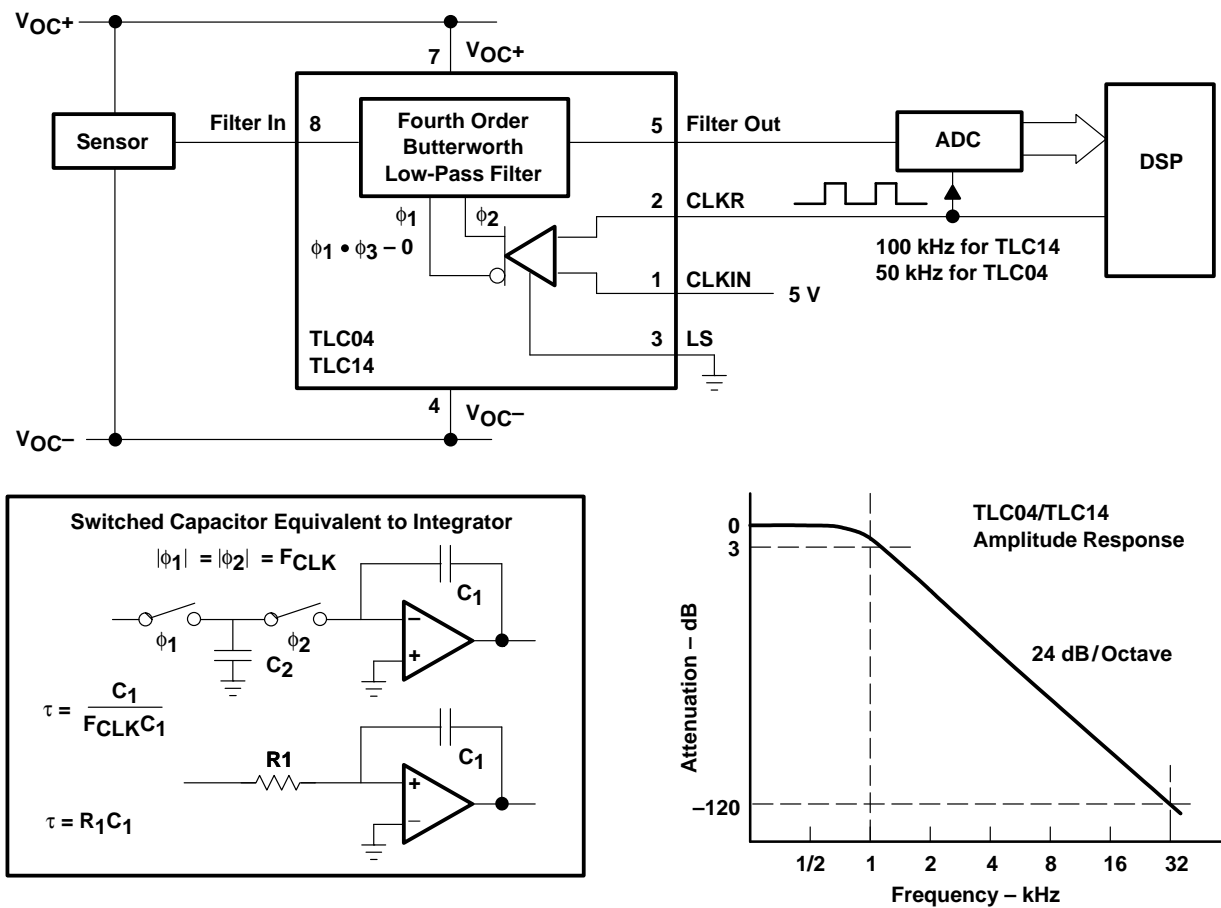 VOC+
VOC+
7
Sensor
Filter In
8
Fourth Order
Butterworth
Low-Pass Filter
5
Filter Out
ADC
DSP
ϕ1
ϕ2
ϕ1 • ϕ3 – 0
2
CLKR
100 kHz for TLC14
50 kHz for TLC04
1
CLKIN
5 V
3
LS
TLC04
TLC14
4
VOC–
VOC–
Switched Capacitor Equivalent to Integrator
|ϕ1| = |ϕ2| = FCLK
C1
ϕ1
ϕ2
C2
–
+
τ = C1 / FCLKC1
R1
C1
+
–
τ = R1C1
TLC04/TLC14
Amplitude Response
0
3
–120
Attenuation – dB
24 dB/Octave
1/2 1 2 4 8 16 32
Frequency – kHz